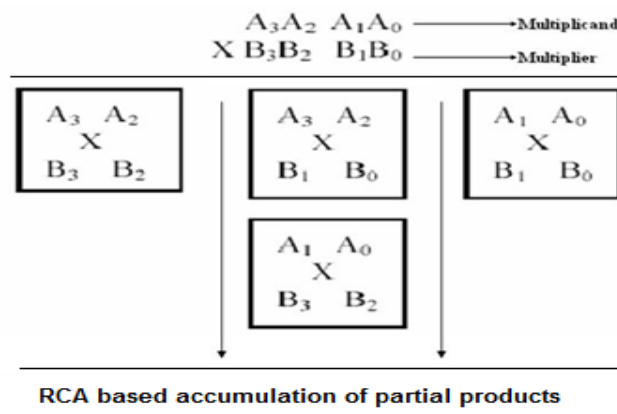 A₃A₂ A₁A₀ Multiplicand
X B₃B₂ B₁B₀ Multiplier
A₃ A₂ A₃ A₂ A₁ A₀
X X X
B₃ B₂ B₁ B₀ B₁ B₀
A₁ A₀
X
B₃ B₂
RCA based accumulation of partial products